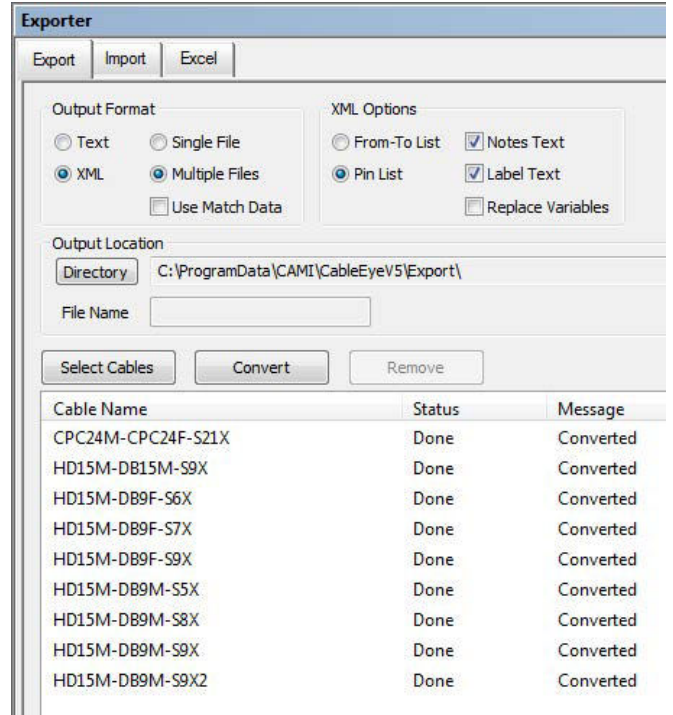 Exporter
Export Import Excel
Output Format XML Options
Text Single File From-To List Notes Text
XML Multiple Files Pin List Label Text
Use Match Data Replace Variables
Output Location
Directory C:\ProgramData\CAMI\CableEyeV5\Export\
File Name
Select Cables Convert Remove
Cable Name Status Message
CPC24M-CPC24F-S21X Done Converted
HD15M-DB15M-S9X Done Converted
HD15M-DB9F-S6X Done Converted
HD15M-DB9F-S7X Done Converted
HD15M-DB9F-S9X Done Converted
HD15M-DB9M-S5X Done Converted
HD15M-DB9M-S8X Done Converted
HD15M-DB9M-S9X Done Converted
HD15M-DB9M-S9X2 Done Converted